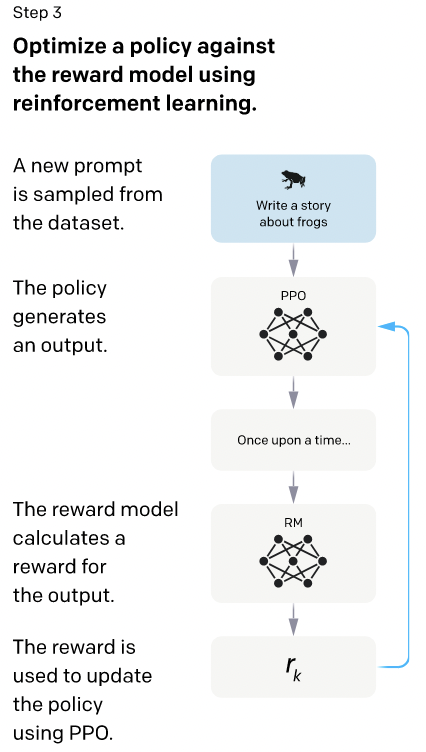 Step 3
Optimize a policy against
the reward model using
reinforcement learning.
A new prompt
is sampled from
the dataset.
Write a story
about frogs
The policy
generates
an output.
PPO
Once upon a time...
The reward model
calculates a
reward for
the output.
RM
The reward is
used to update
the policy
using PPO.
r_k